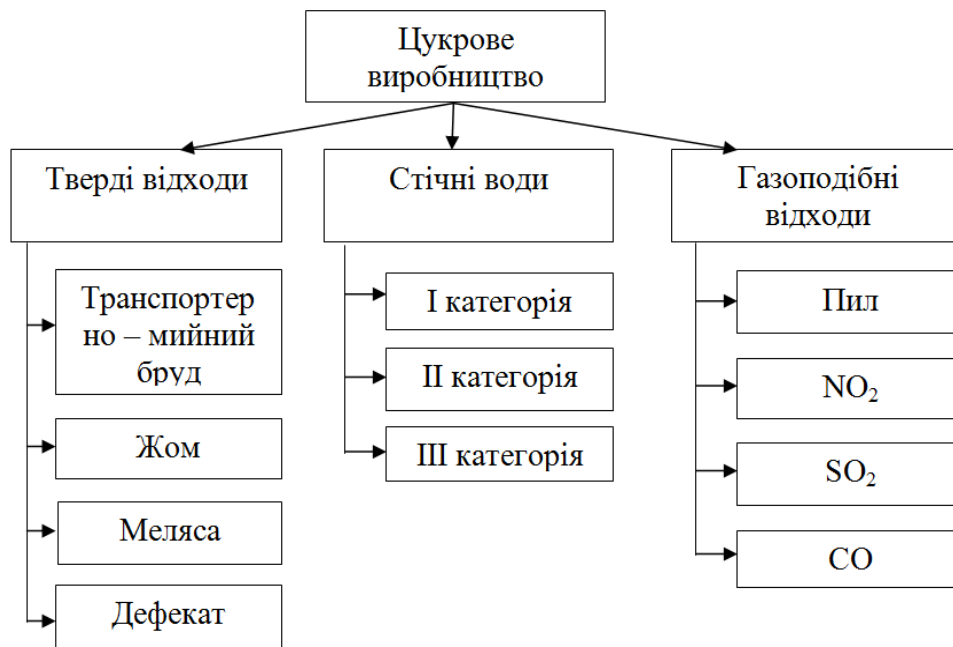 Цукрове
виробництво
Тверді відходи
Транспортер
но – мийний
бруд
Жом
Меляса
Дефекат
Стічні води
І категорія
ІІ категорія
ІІІ категорія
Газоподібні
відходи
Пил
NO₂
SO₂
CO